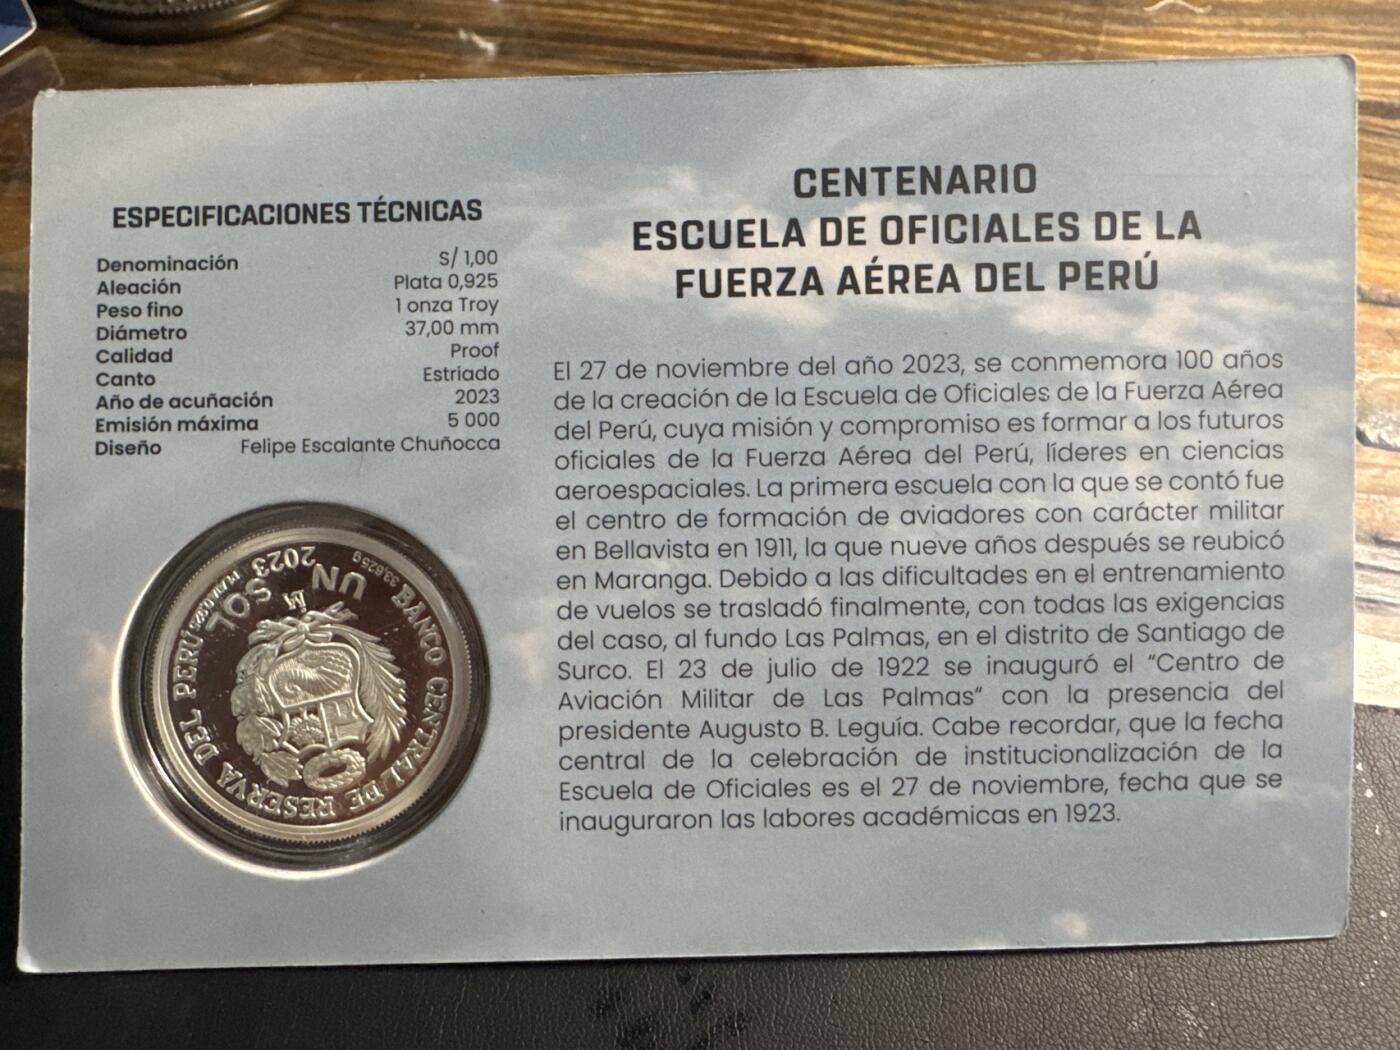 ESPECIFICACIONES TÉCNICAS
Denominación S/ 1,00
Aleación Plata 0,925
Peso fino 1 onza Troy
Diámetro 37,00 mm
Calidad Proof
Canto Estriado
Año de acuñación 2023
Emisión máxima 5 000
Diseño Felipe Escalante Chuñocca
CENTENARIO
ESCUELA DE OFICIALES DE LA
FUERZA AÉREA DEL PERÚ
El 27 de noviembre del año 2023, se conmemora 100 años
de la creación de la Escuela de Oficiales de la Fuerza Aérea
del Perú, cuya misión y compromiso es formar a los futuros
oficiales de la Fuerza Aérea del Perú, líderes en ciencias
aeroespaciales. La primera escuela con la que se contó fue
el centro de formación de aviadores con carácter militar
en Bellavista en 1911, la que nueve años después se reubicó
en Maranga. Debido a las dificultades en el entrenamiento
de vuelos se trasladó finalmente, con todas las exigencias
del caso, al fundo Las Palmas, en el distrito de Santiago de
Surco. El 23 de julio de 1922 se inauguró el “Centro de
Aviación Militar de Las Palmas” con la presencia del
presidente Augusto B. Leguía. Cabe recordar, que la fecha
central de la celebración de institucionalización de la
Escuela de Oficiales es el 27 de noviembre, fecha que se
inauguraron las labores académicas en 1923.
BANCO CENTRAL DE RESERVA DEL PERÚ
UN SOL
2023
33,625g